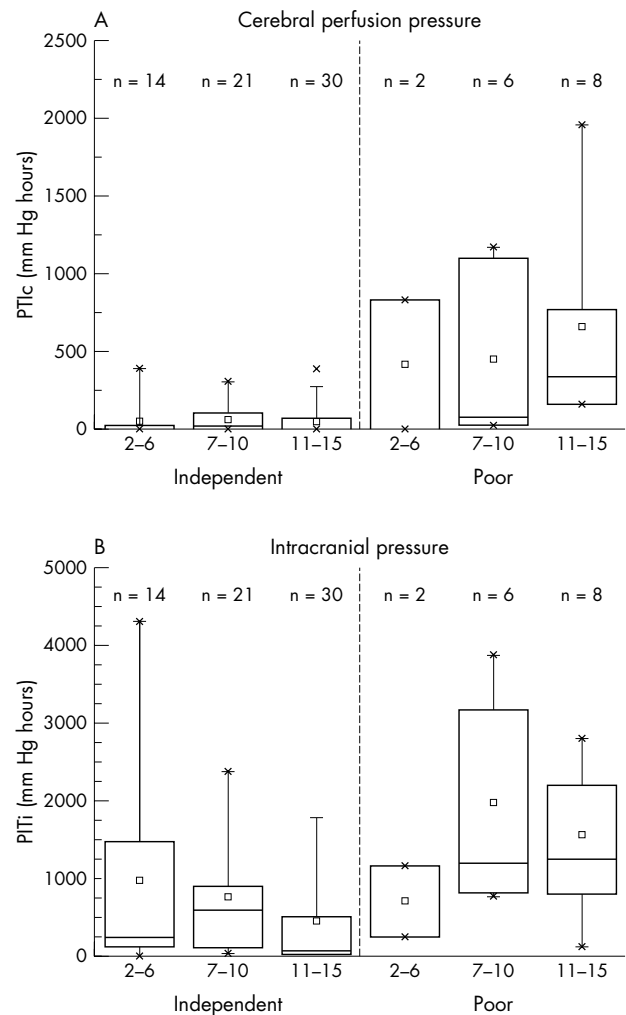 A Cerebral perfusion pressure
2500
n = 14 n = 21 n = 30 n = 2 n = 6 n = 8
2000
1500
PTIc (mm Hg hours)
1000
500
0
2–6 7–10 11–15 2–6 7–10 11–15
Independent Poor
B Intracranial pressure
5000
n = 14 n = 21 n = 30 n = 2 n = 6 n = 8
4000
3000
PITi (mm Hg hours)
2000
1000
0
2–6 7–10 11–15 2–6 7–10 11–15
Independent Poor